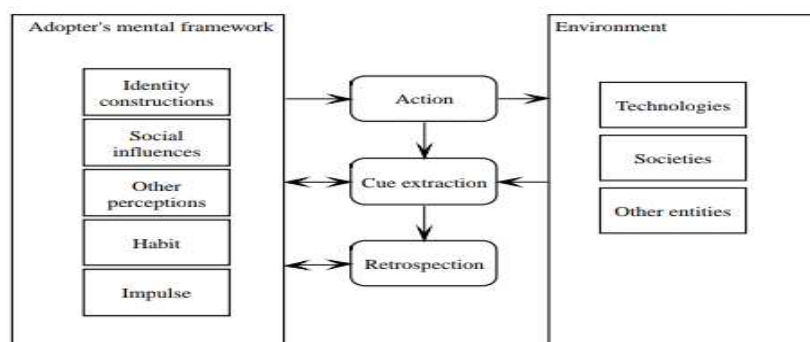 Adopter's mental framework
Identity
constructions
Social
influences
Other
perceptions
Habit
Impulse
Action
Cue extraction
Retrospection
Environment
Technologies
Societies
Other entities